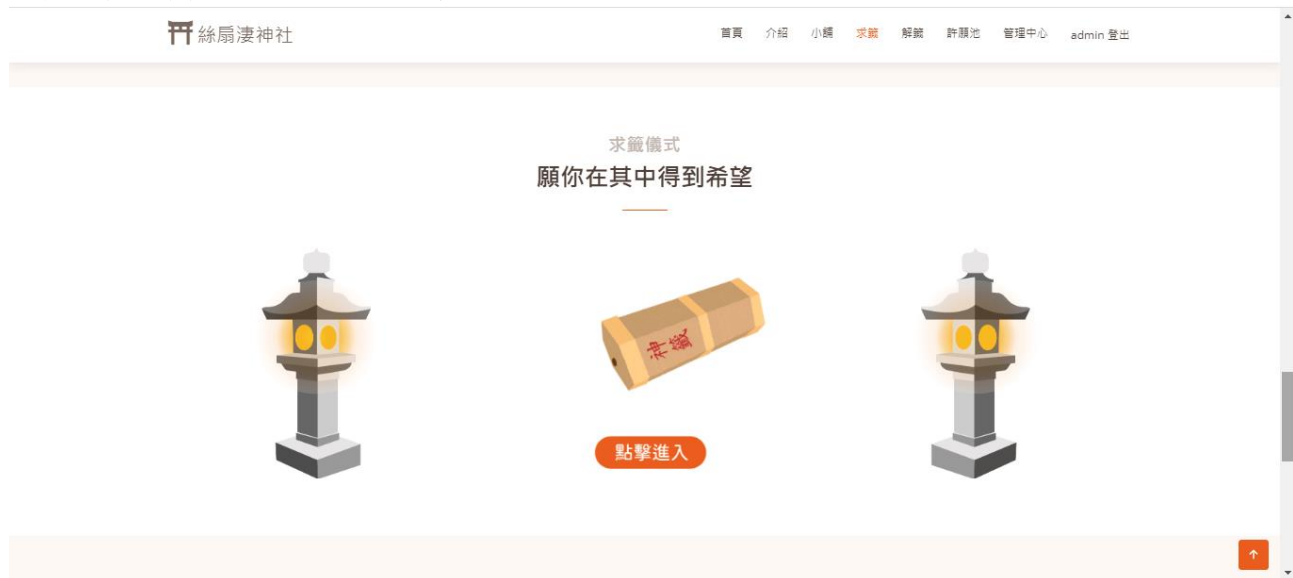 絲扇淒神社
首頁 介紹 小舖 求籤 解籤 許願池 管理中心 admin 登出
求籤儀式
願你在其中得到希望
神籤
點擊進入